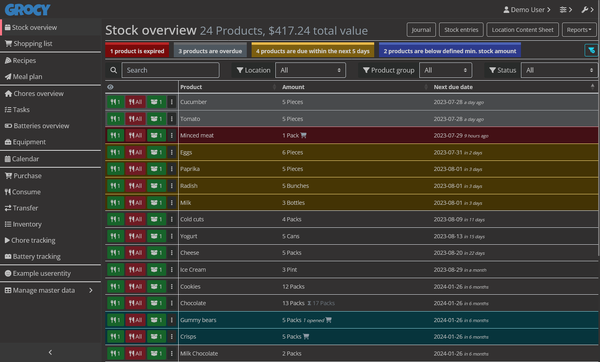 GROCY
Demo User
Stock overview
Shopping list
Recipes
Meal plan
Chores overview
Tasks
Batteries overview
Equipment
Calendar
Purchase
Consume
Transfer
Inventory
Chore tracking
Battery tracking
Example userentity
Manage master data
Stock overview 24 Products, $417.24 total value
Journal Stock entries Location Content Sheet Reports
1 product is expired 3 products are overdue 4 products are due within the next 5 days 2 products are below defined min. stock amount
Search Location All Product group All Status All
Product Amount Next due date
1 All 1 Cucumber 5 Pieces 2023-07-28 a day ago
1 All 1 Tomato 5 Pieces 2023-07-28 a day ago
1 All 1 Minced meat 1 Pack 2023-07-29 9 hours ago
1 All 1 Eggs 6 Pieces 2023-07-31 in 2 days
1 All 1 Paprika 5 Pieces 2023-08-01 in 3 days
1 All 1 Radish 5 Bunches 2023-08-01 in 3 days
1 All 1 Milk 3 Bottles 2023-08-01 in 3 days
1 All 1 Cold cuts 4 Packs 2023-08-09 in 11 days
1 All 1 Yogurt 5 Cans 2023-08-13 in 15 days
1 All 1 Cheese 5 Packs 2023-08-20 in 22 days
1 All 1 Ice Cream 3 Pint 2023-08-29 in a month
1 All 1 Cookies 12 Packs 2024-01-26 in 6 months
1 All 1 Chocolate 13 Packs Σ 17 Packs 2024-01-26 in 6 months
1 All 1 Gummy bears 5 Packs 1 opened 2024-01-26 in 6 months
1 All 1 Crisps 5 Packs 2024-01-26 in 6 months
1 All 1 Milk Chocolate 2 Packs 2024-01-26 in 6 months